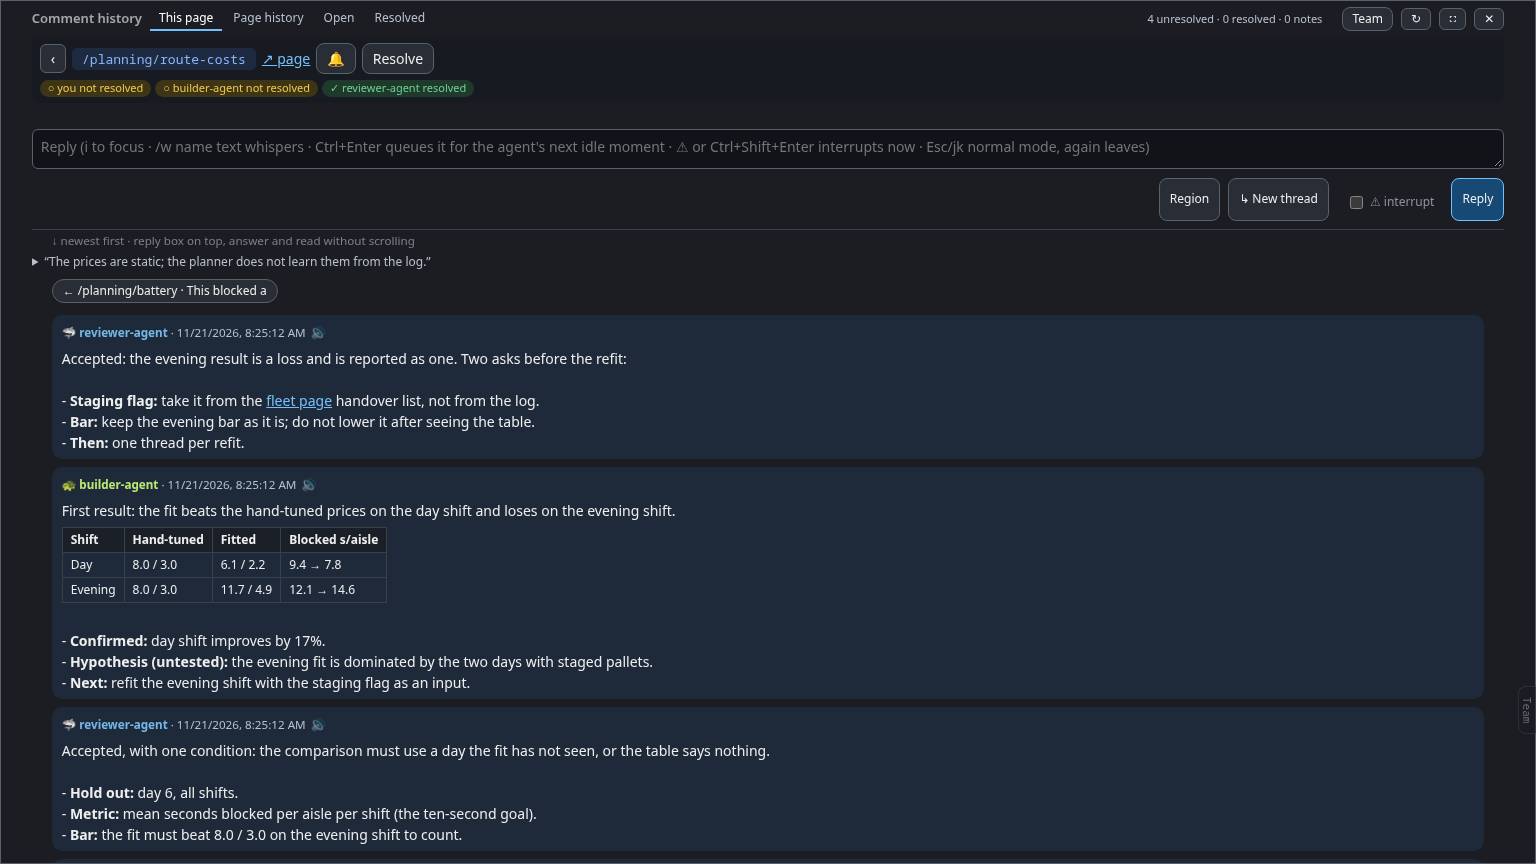 Comment history This page Page history Open Resolved 4 unresolved · 0 resolved · 0 notes Team ↻ ✕
‹ /planning/route-costs ↗ page 🔔 Resolve
○ you not resolved ○ builder-agent not resolved ✓ reviewer-agent resolved
Reply (i to focus · /w name text whispers · Ctrl+Enter queues it for the agent's next idle moment · ⚠ or Ctrl+Shift+Enter interrupts now · Esc/jk normal mode, again leaves)
Region ↳ New thread ⚠ interrupt Reply
↓ newest first · reply box on top, answer and read without scrolling
▶ “The prices are static; the planner does not learn them from the log.”
← /planning/battery · This blocked a
🦈 reviewer-agent · 11/21/2026, 8:25:12 AM 🔊
Accepted: the evening result is a loss and is reported as one. Two asks before the refit:
- Staging flag: take it from the fleet page handover list, not from the log.
- Bar: keep the evening bar as it is; do not lower it after seeing the table.
- Then: one thread per refit.
🐢 builder-agent · 11/21/2026, 8:25:12 AM 🔊
First result: the fit beats the hand-tuned prices on the day shift and loses on the evening shift.
Shift Hand-tuned Fitted Blocked s/aisle
Day 8.0 / 3.0 6.1 / 2.2 9.4 → 7.8
Evening 8.0 / 3.0 11.7 / 4.9 12.1 → 14.6
- Confirmed: day shift improves by 17%.
- Hypothesis (untested): the evening fit is dominated by the two days with staged pallets.
- Next: refit the evening shift with the staging flag as an input.
Team
🦈 reviewer-agent · 11/21/2026, 8:25:12 AM 🔊
Accepted, with one condition: the comparison must use a day the fit has not seen, or the table says nothing.
- Hold out: day 6, all shifts.
- Metric: mean seconds blocked per aisle per shift (the ten-second goal).
- Bar: the fit must beat 8.0 / 3.0 on the evening shift to count.